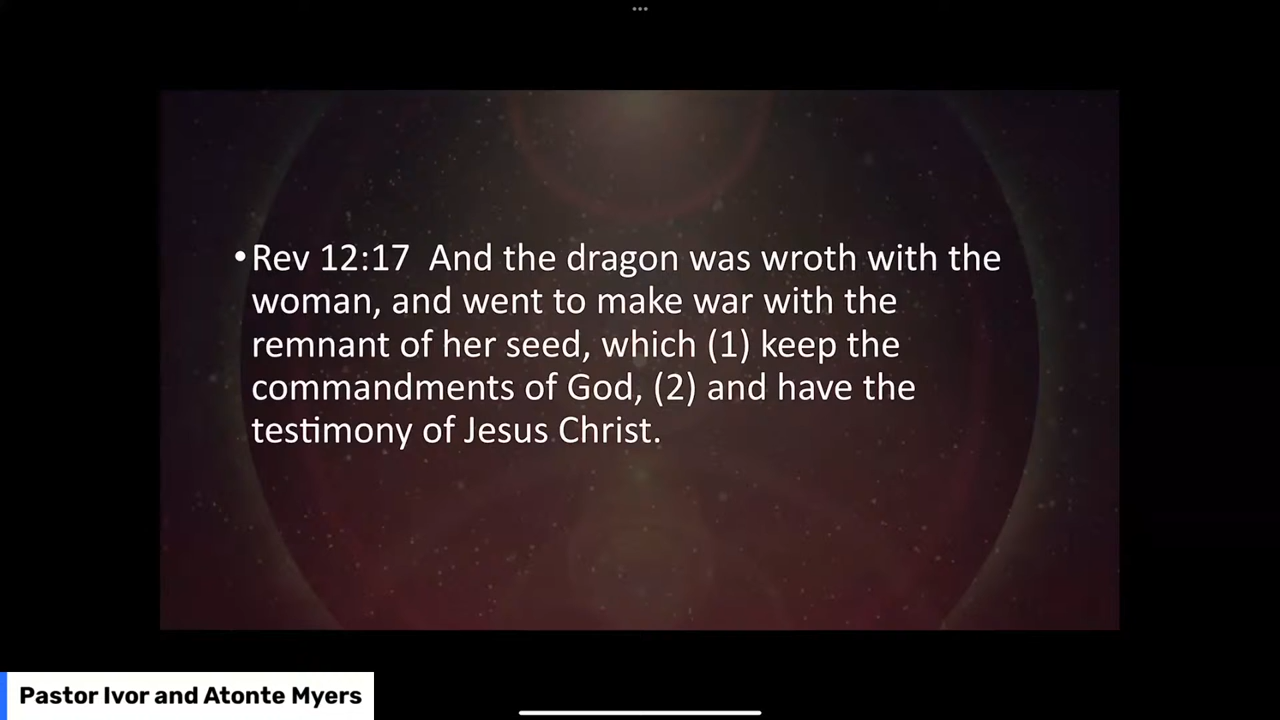 •Rev 12:17  And the dragon was wroth with the
woman, and went to make war with the
remnant of her seed, which (1) keep the
commandments of God, (2) and have the
testimony of Jesus Christ.
Pastor Ivor and Atonte Myers